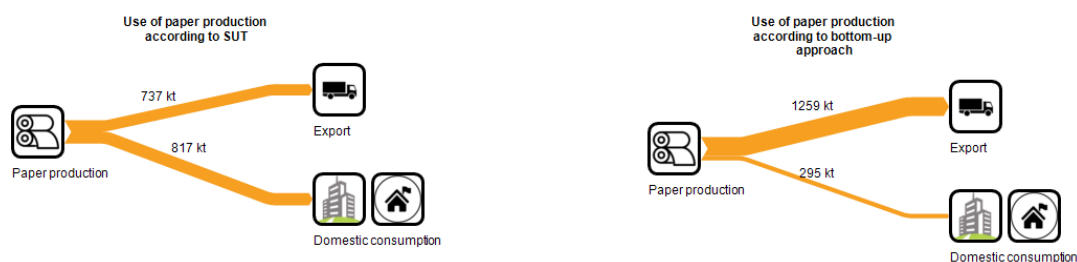 Use of paper production
according to SUT
737 kt
Export
817 kt
Paper production
Domestic consumption
Use of paper production
according to bottom-up
approach
1259 kt
Export
295 kt
Paper production
Domestic consumption